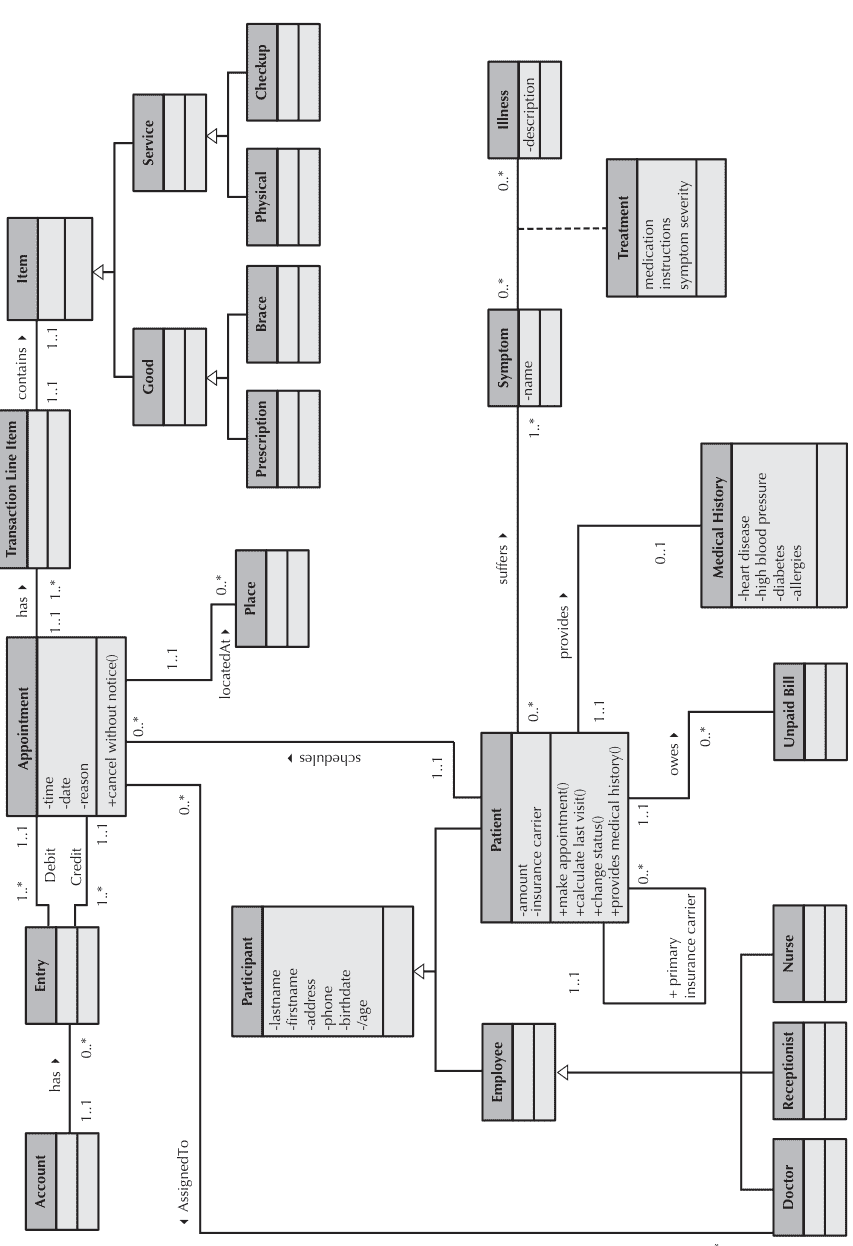 Account
1..1
has ▶
0..*
Entry
1..*
Debit
1..1
1..*
Credit
1..1
Appointment
-time
-date
-reason
+cancel without notice()
has ▶
1..1
1..*
Transaction Line Item
contains ▶
1..1
1..1
Item
Good
Service
Prescription
Brace
Physical
Checkup
1..1
locatedAt ▶
0..*
Place
◀ AssignedTo
0..*
0..*
schedules ▶
1..1
Participant
-lastname
-firstname
-address
-phone
-birthdate
-/age
Employee
Patient
-amount
-insurance carrier
+make appointment()
+calculate last visit()
+change status()
+provides medical history()
0..*
suffers ▶
1..*
Symptom
-name
0..*
0..*
Illness
-description
Treatment
medication
instructions
symptom severity
1..1
provides ▶
0..1
Medical History
-heart disease
-high blood pressure
-diabetes
-allergies
1..1
0..*
+ primary
insurance carrier
1..1
owes ▶
0..*
Unpaid Bill
Doctor
Receptionist
Nurse